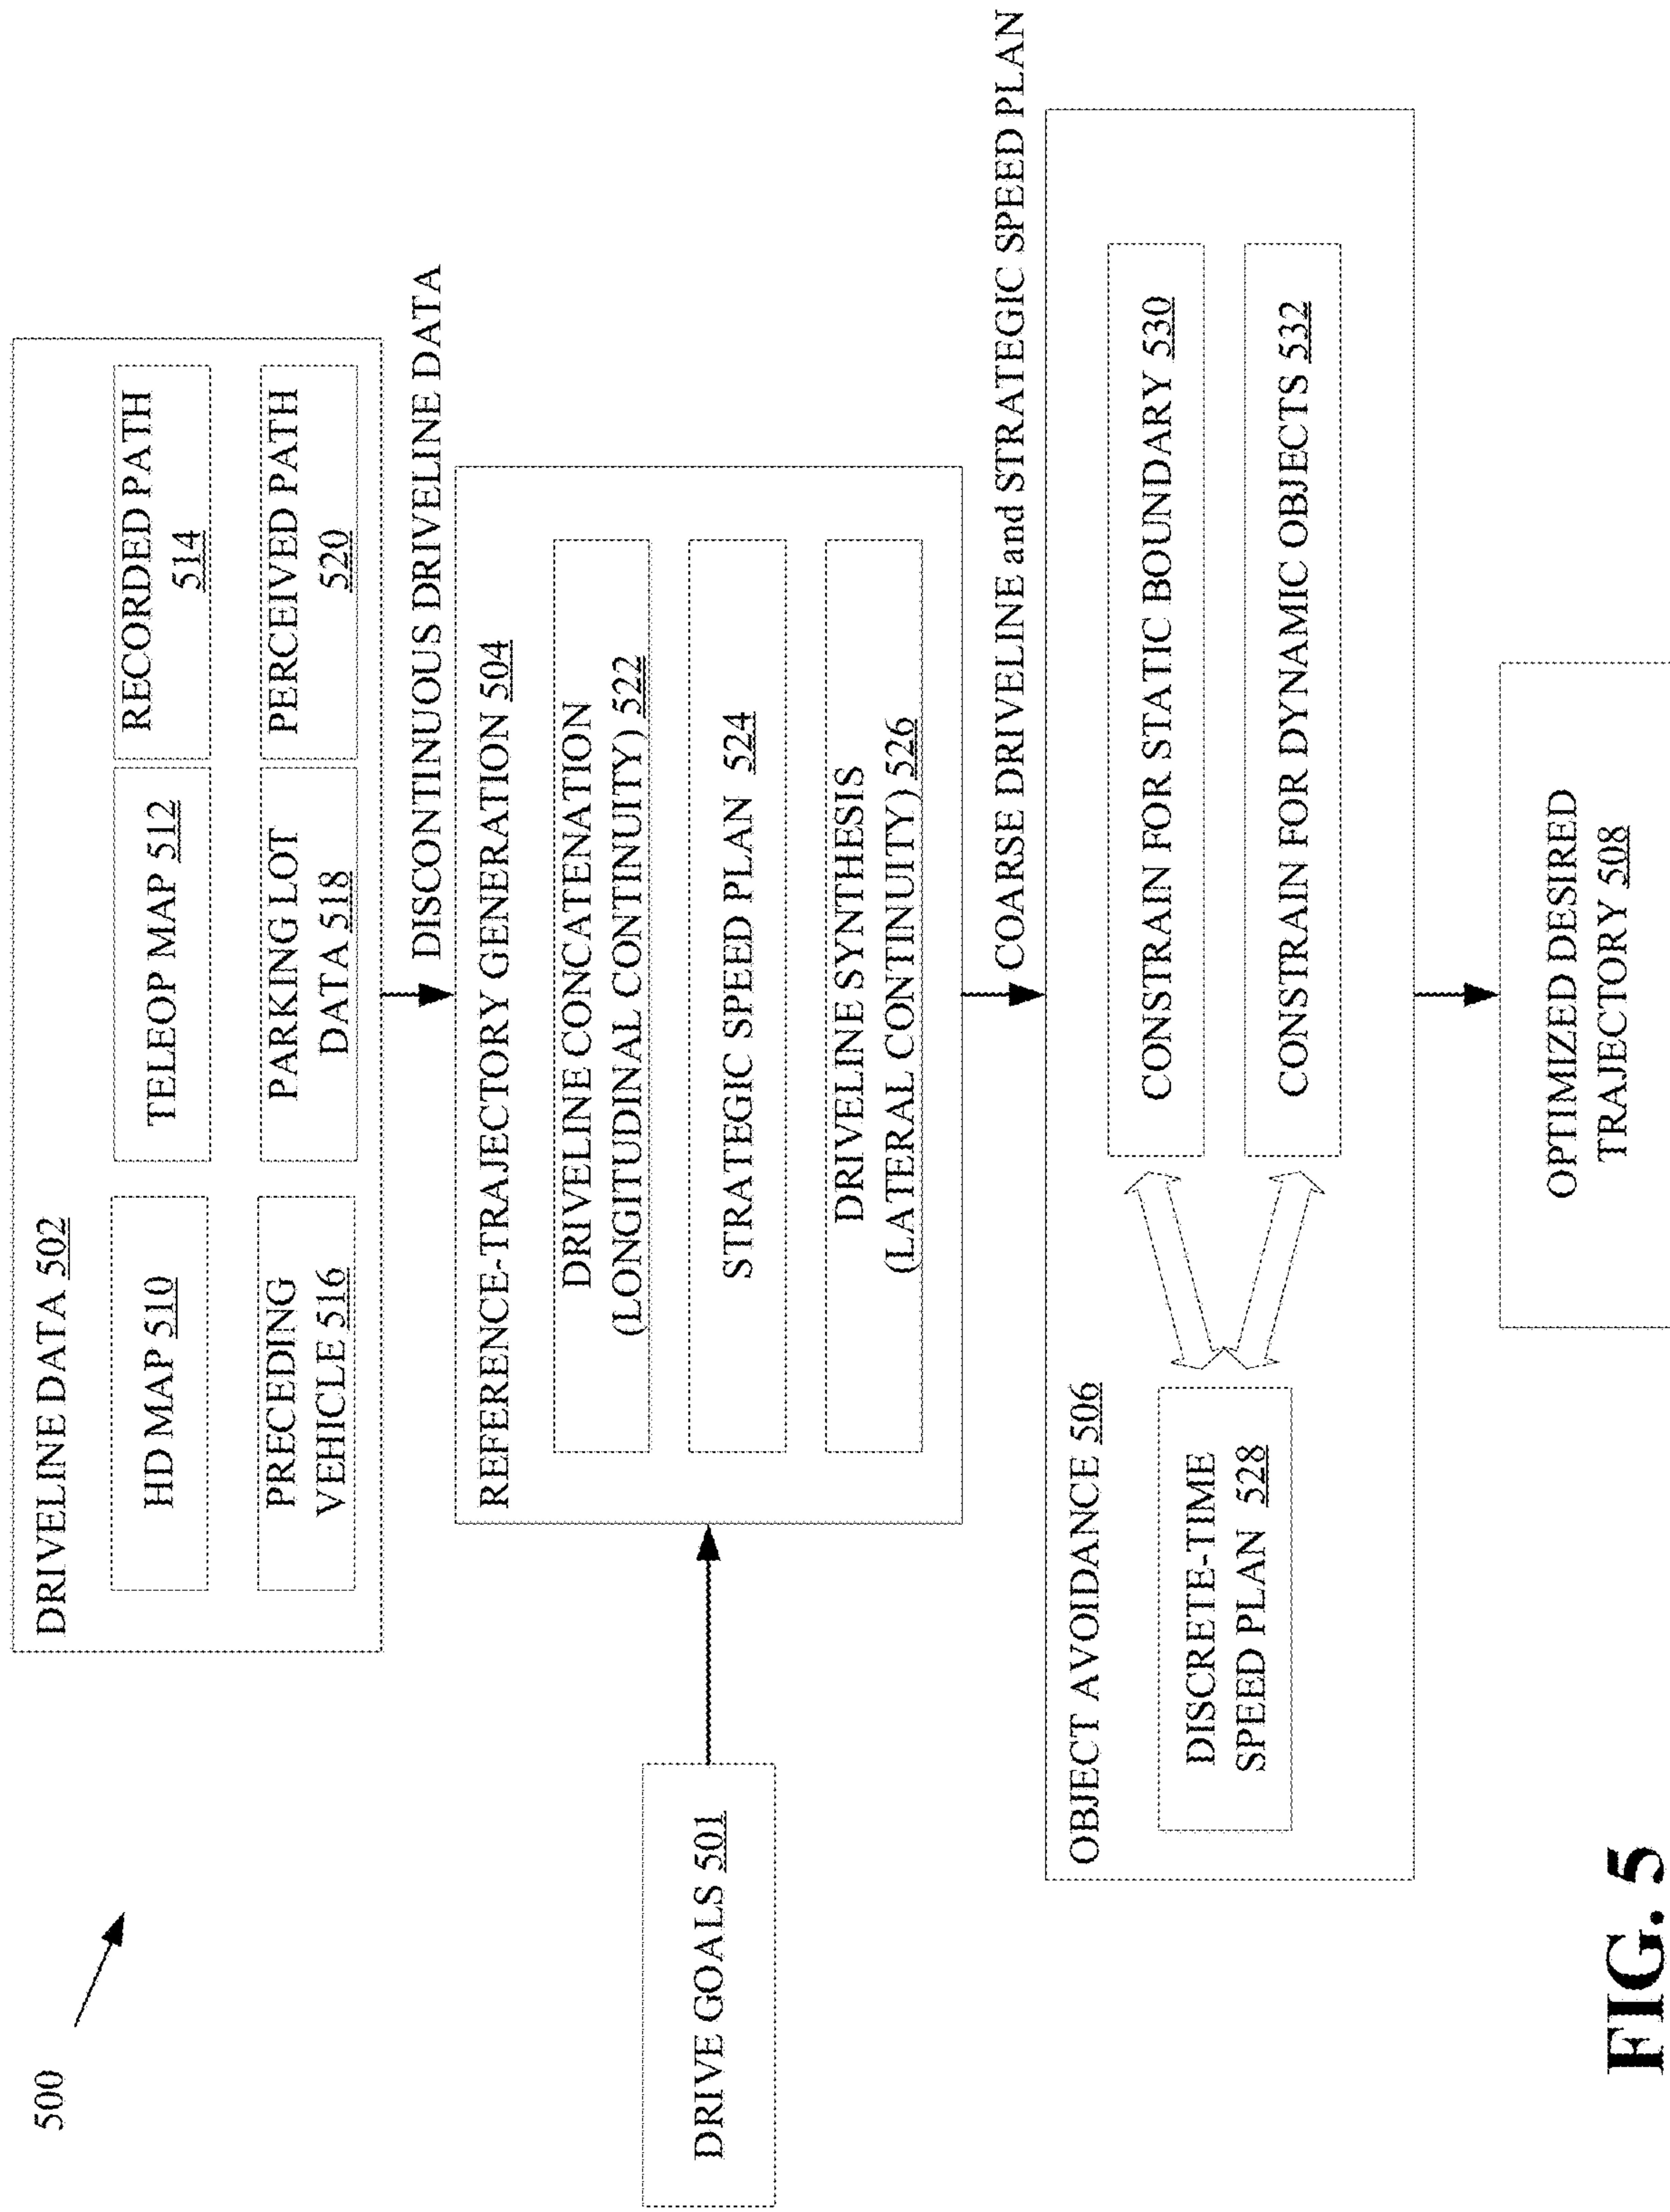 500
DRIVELINE DATA 502
HD MAP 510
TELEOP MAP 512
RECORDED PATH
514
PRECEDING
VEHICLE 516
PARKING LOT
DATA 518
PERCEIVED PATH
520
DISCONTINUOUS DRIVELINE DATA
DRIVE GOALS 501
REFERENCE-TRAJECTORY GENERATION 504
DRIVELINE CONCATENATION
(LONGITUDINAL CONTINUITY) 522
STRATEGIC SPEED PLAN 524
DRIVELINE SYNTHESIS
(LATERAL CONTINUITY) 526
COARSE DRIVELINE and STRATEGIC SPEED PLAN
OBJECT AVOIDANCE 506
DISCRETE-TIME
SPEED PLAN 528
CONSTRAIN FOR STATIC BOUNDARY 530
CONSTRAIN FOR DYNAMIC OBJECTS 532
OPTIMIZED DESIRED
TRAJECTORY 508
FIG. 5